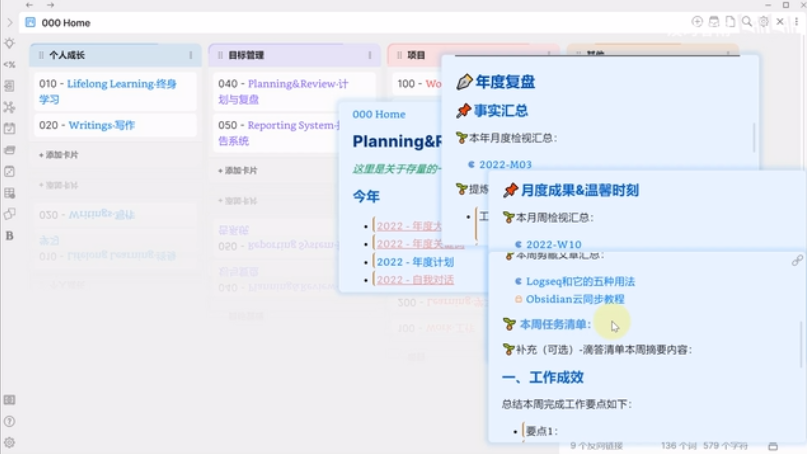 000 Home
个人成长
目标管理
项目
010 - Lifelong Learning-终身
学习
020 - Writings-写作
+ 添加卡片
040 - Planning&Review-计
划与复盘
050 - Reporting System-
告系统
+ 添加卡片
100 - Wo
000 Home
Planning&R
这里是关于存量的一
今年
2022 - 年度大
2022 - 年度关
2022 - 年度计划
2022 - 自我对话
年度复盘
事实汇总
本年月度检视汇总：
2022-M03
提炼
工
月度成果&温馨时刻
本月周检视汇总：
2022-W10
本周剪藏文章汇总：
Logseq和它的五种用法
Obsidian云同步教程
本周任务清单：
补充（可选）-滴答清单本周摘要内容：
一、工作成效
总结本周完成工作要点如下：
要点1：
9 个反向链接
136 个词
579 个字符